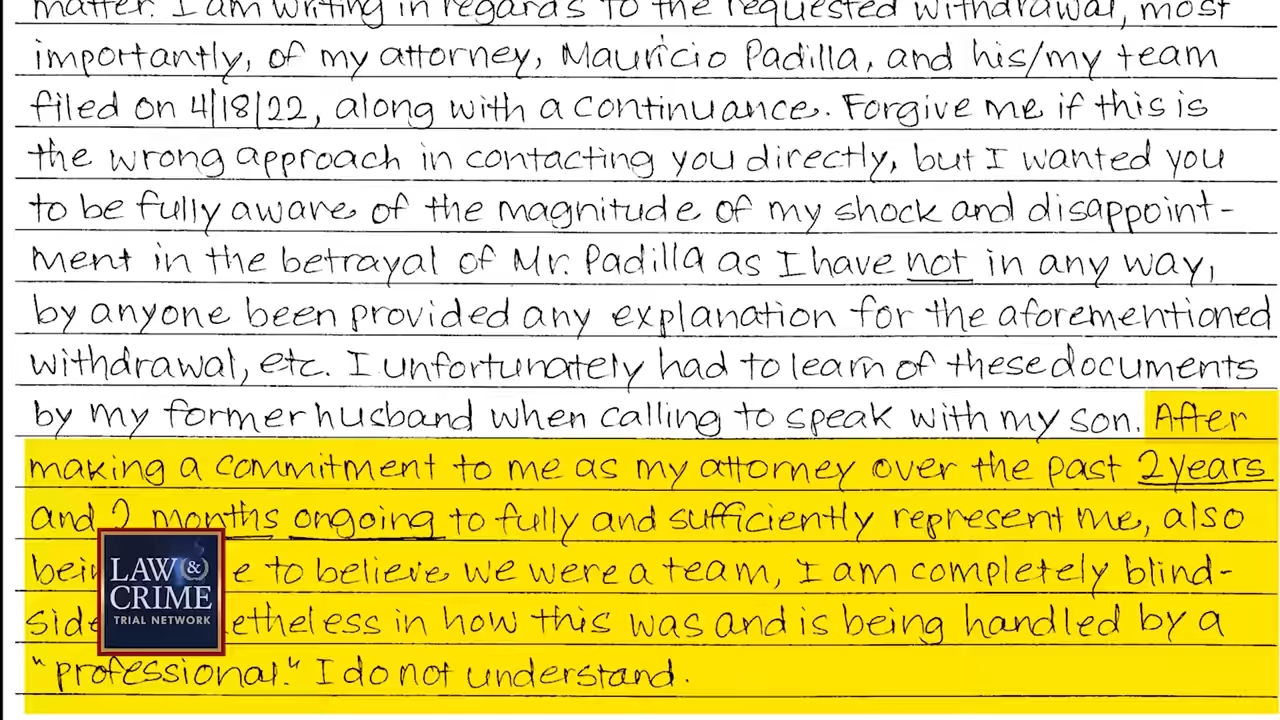 matter. I am writing in regards to the requested withdrawal, most
importantly, of my attorney, Mauricio Padilla, and his/my team
filed on 4/18/22, along with a continuance. Forgive me if this is
the wrong approach in contacting you directly, but I wanted you
to be fully aware of the magnitude of my shock and disappoint-
ment in the betrayal of Mr. Padilla as I have not in any way,
by anyone been provided any explanation for the aforementioned
withdrawal, etc. I unfortunately had to learn of these documents
by my former husband when calling to speak with my son. After
making a commitment to me as my attorney over the past 2 years
and 2 months ongoing to fully and sufficiently represent me, also
to believe we were a team, I am completely blind-
in how this was and is being handled by a
"professional." I do not understand.
LAW & CRIME
TRIAL NETWORK